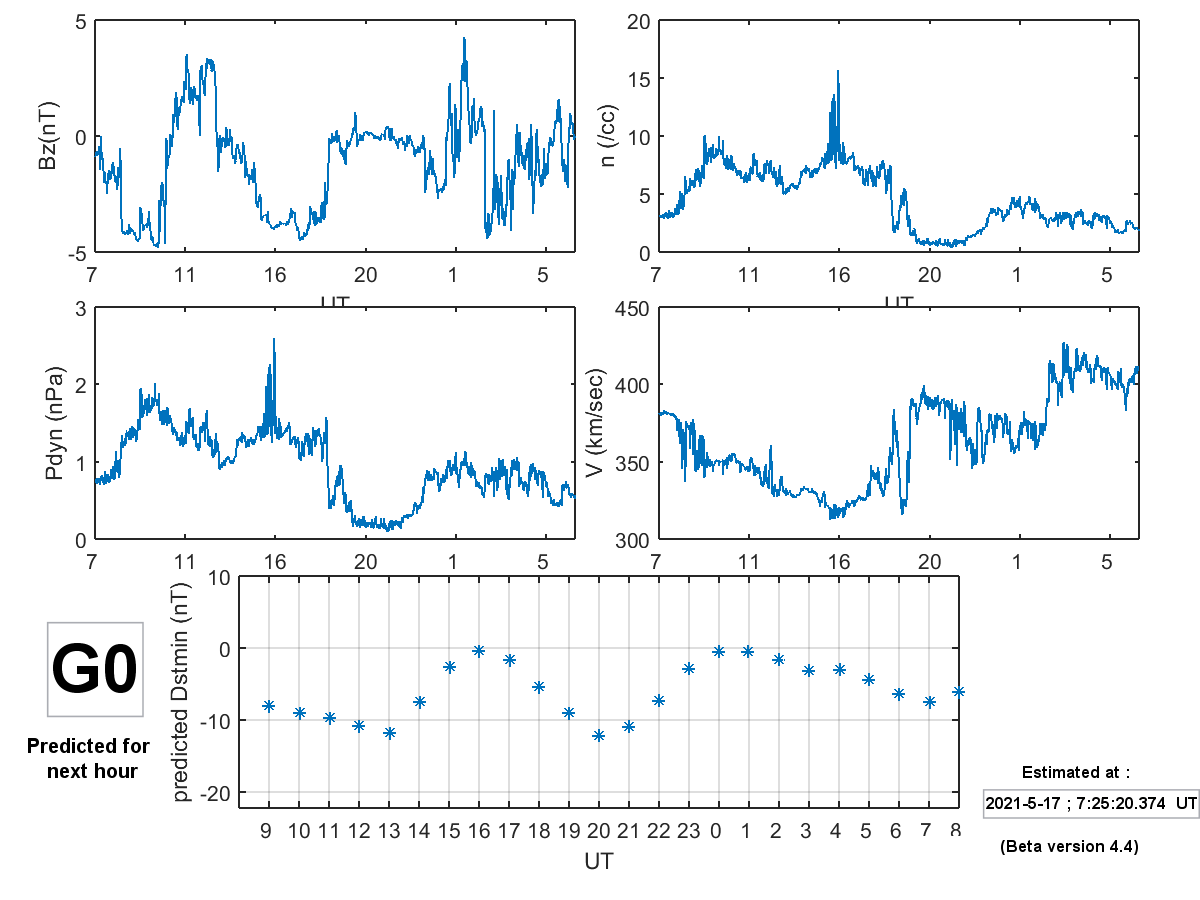 5
0
-5
Bz(nT)
7 11 16 20 1 5
UT
20
15
10
5
0
n (/cc)
7 11 16 20 1 5
UT
3
2
1
0
Pdyn (nPa)
7 11 16 20 1 5
450
400
350
300
V (km/sec)
7 11 16 20 1 5
10
0
-10
-20
predicted Dstmin (nT)
9 10 11 12 13 14 15 16 17 18 19 20 21 22 23 0 1 2 3 4 5 6 7 8
UT
G0
Predicted for
next hour
Estimated at :
2021-5-17 ; 7:25:20.374 UT
(Beta version 4.4)